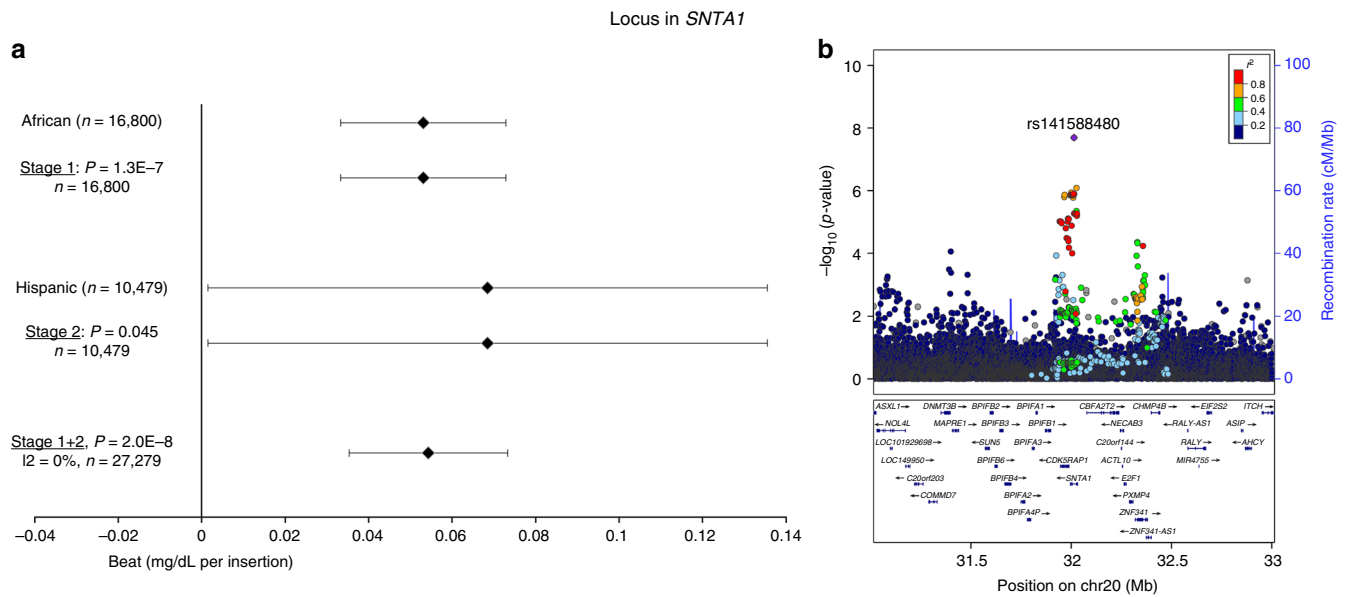 Locus in SNTA1
a
African (n = 16,800)
Stage 1: P = 1.3E–7
n = 16,800
Hispanic (n = 10,479)
Stage 2: P = 0.045
n = 10,479
Stage 1+2, P = 2.0E–8
I2 = 0%, n = 27,279
–0.04 –0.02 0 0.02 0.04 0.06 0.08 0.1 0.12 0.14
Beat (mg/dL per insertion)
b
rs141588480
r2
0.8
0.6
0.4
0.2
10
8
6
4
2
0
–log10 (p-value)
100
80
60
40
20
0
Recombination rate (cM/Mb)
ASXL1→ DNMT3B→ BPIFB2→ BPIFA1→ CBFA2T2→ CHMP4B→ ←EIF2S2 ITCH→
←NOL4L MAPRE1→ BPIFB3→ BPIFB1→ ←NECAB3 ←RALY-AS1 ASIP→
LOC101929698→ ←SUN5 BPIFA3→ C20orf144→ RALY→ ←AHCY
LOC149950→ BPIFB6→ ←CDK5RAP1 ACTL10→ MIR4755→
←C20orf203 BPIFB4→ ←SNTA1 ←E2F1
←COMMD7 BPIFA2→ ←PXMP4
BPIFA4P→ ZNF341→
←ZNF341-AS1
31.5 32 32.5 33
Position on chr20 (Mb)